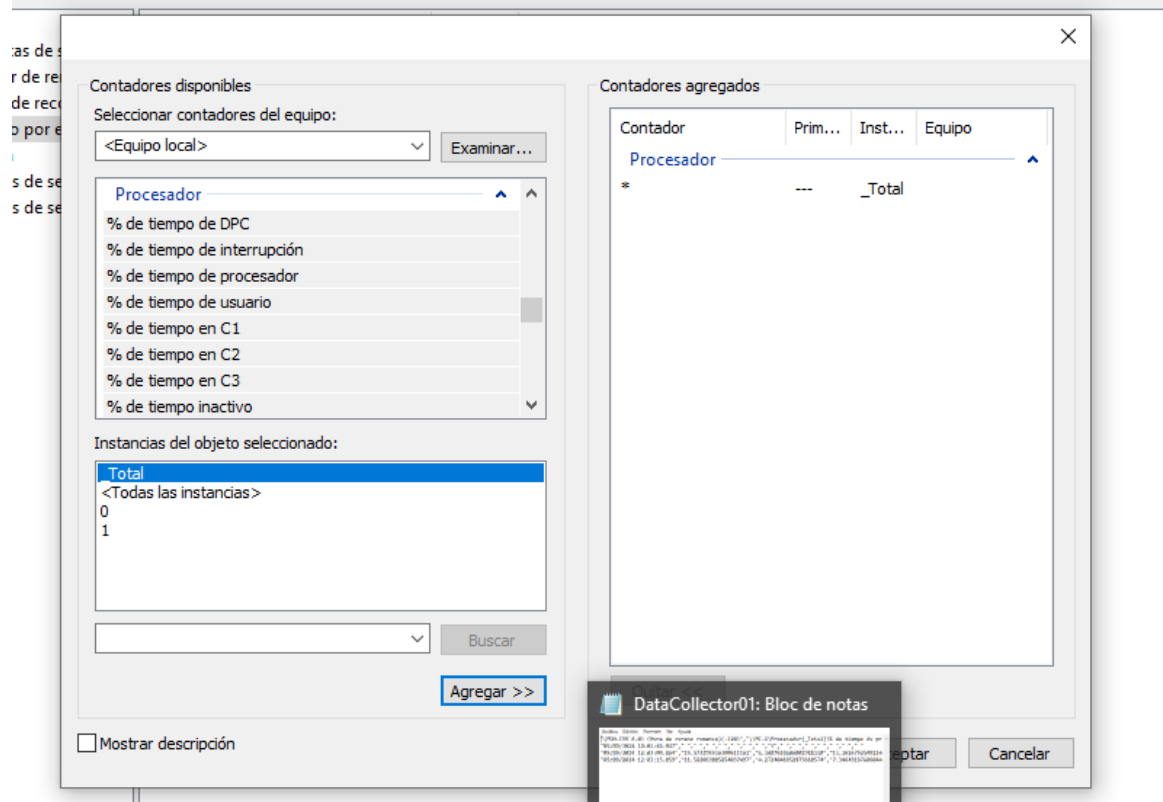 Contadores disponibles
Seleccionar contadores del equipo:
<Equipo local>
Examinar...
Procesador
% de tiempo de DPC
% de tiempo de interrupción
% de tiempo de procesador
% de tiempo de usuario
% de tiempo en C1
% de tiempo en C2
% de tiempo en C3
% de tiempo inactivo
Instancias del objeto seleccionado:
_Total
<Todas las instancias>
0
1
Buscar
Agregar >>
Mostrar descripción
Contadores agregados
Contador Prim... Inst... Equipo
Procesador
* --- _Total
DataCollector01: Bloc de notas
Cancelar